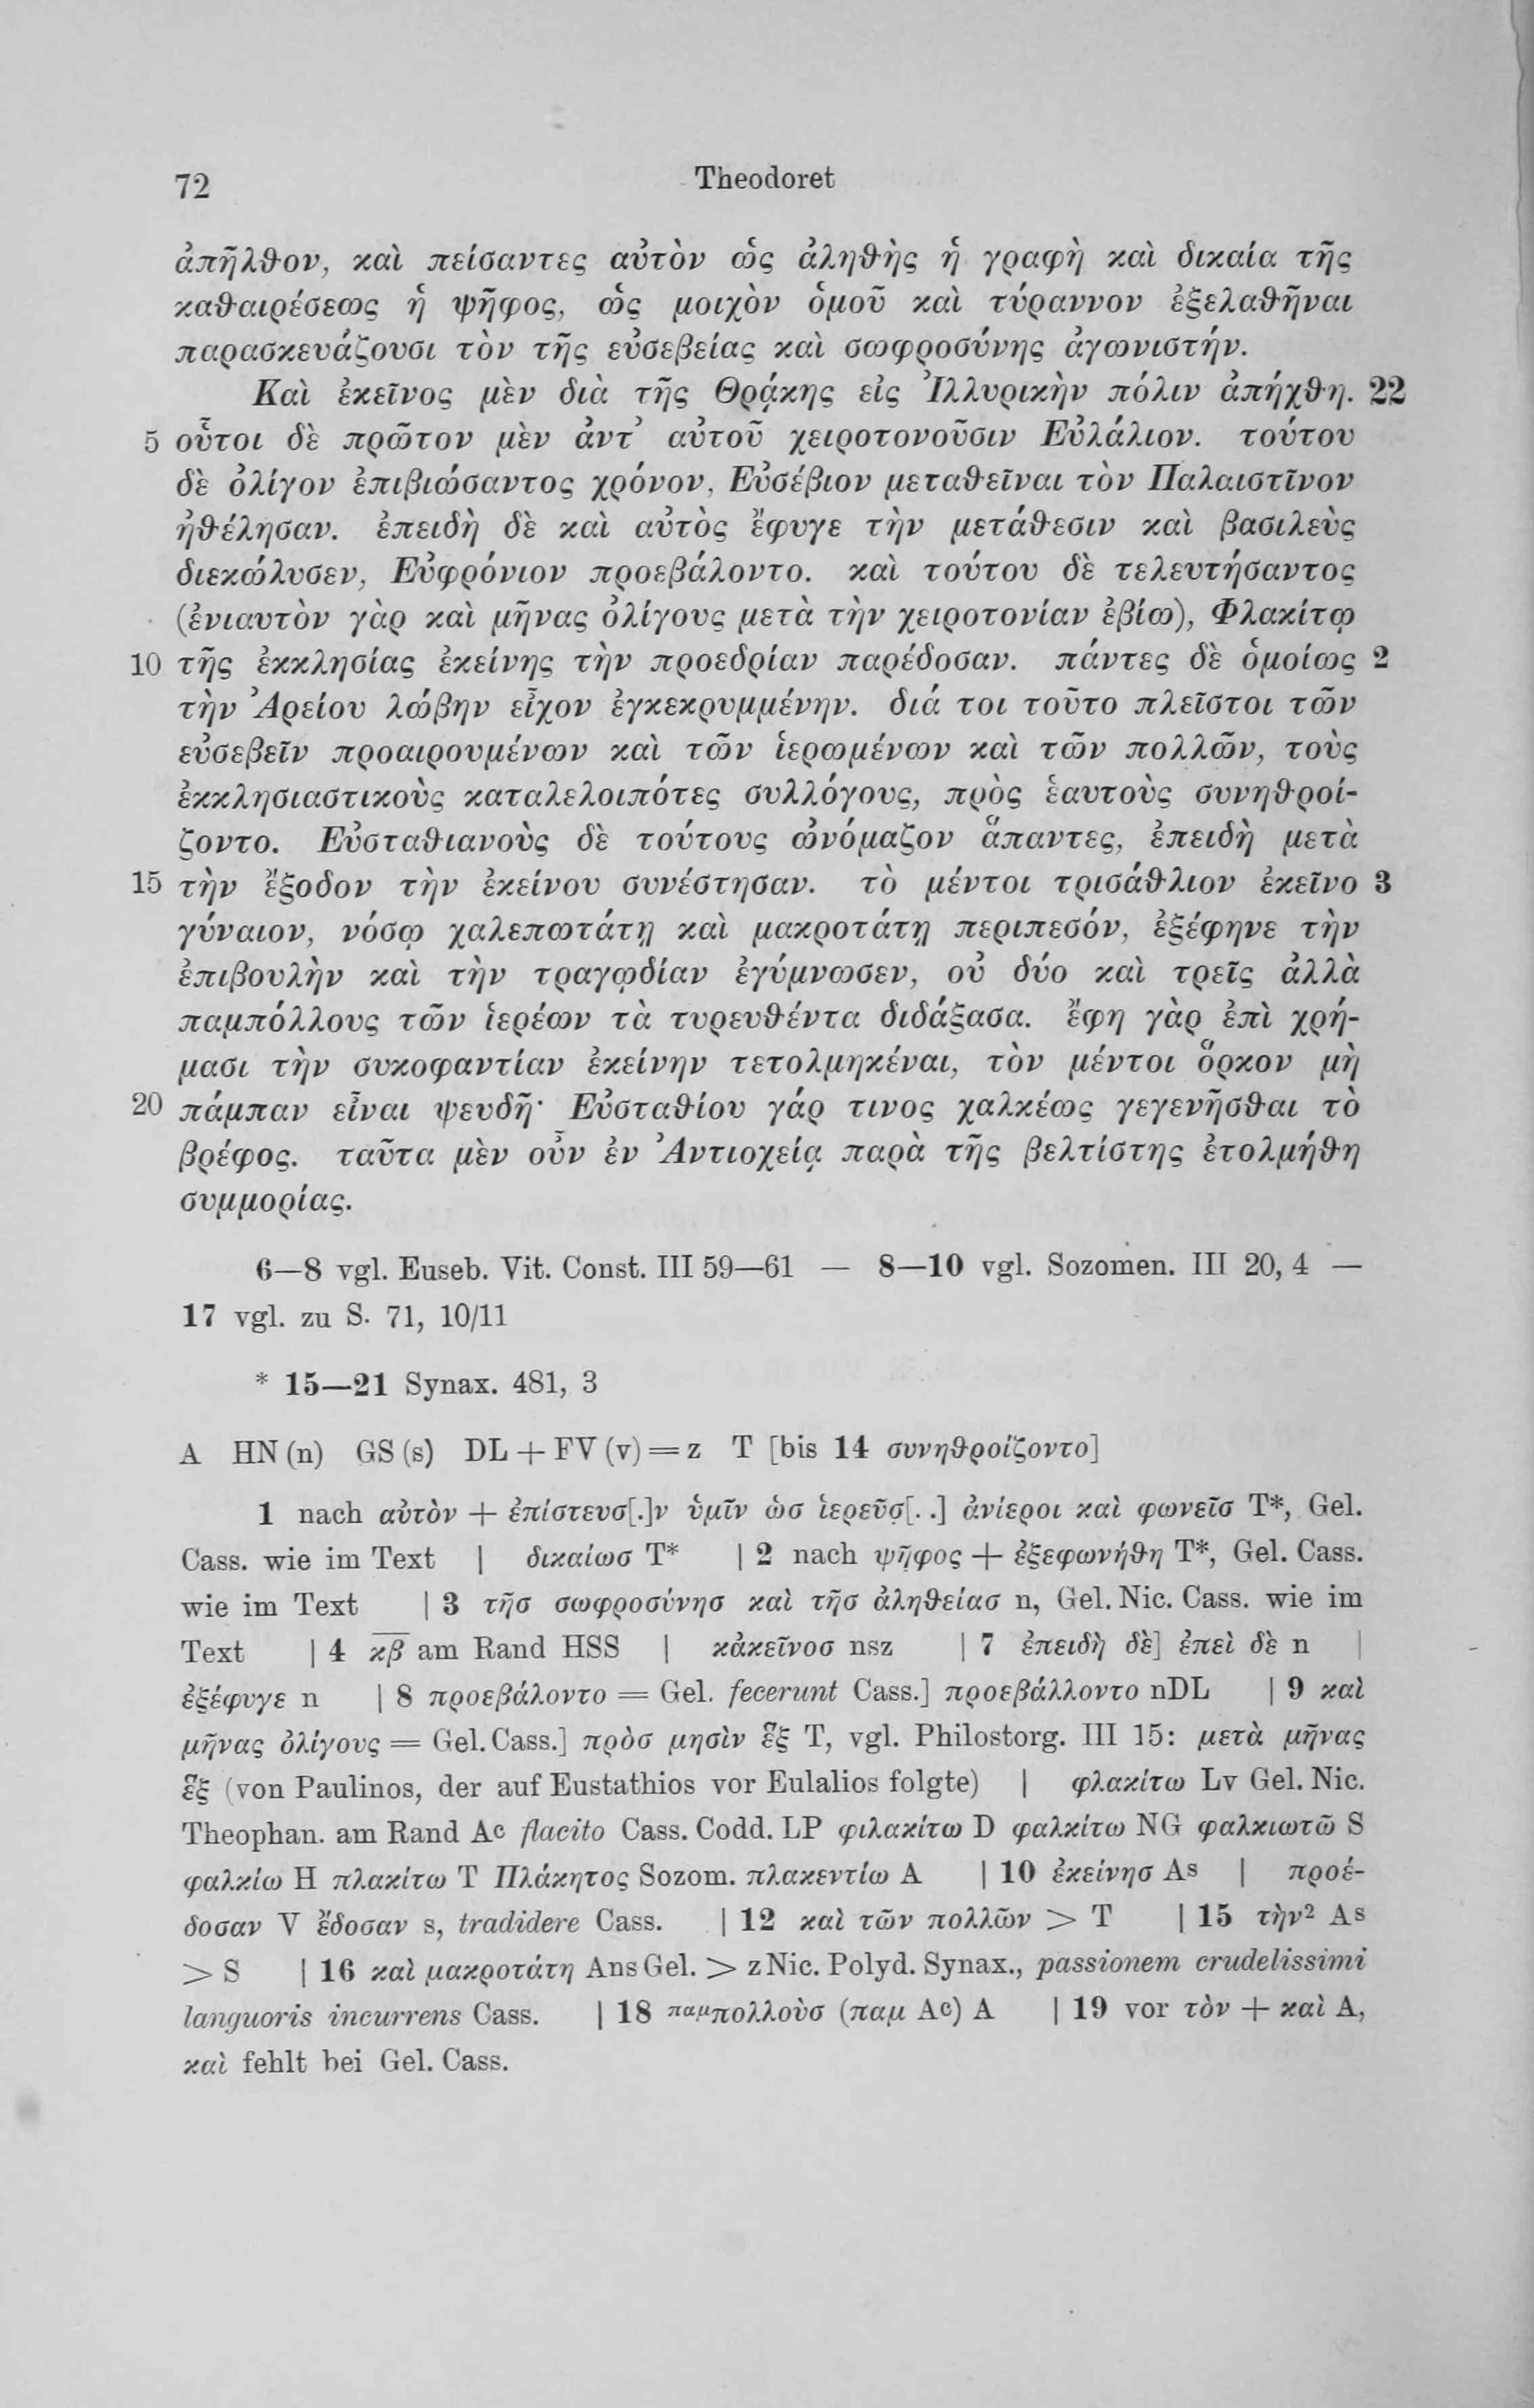 72
Theodoret
ἀπῆλθον, καὶ πείσαντες αὐτὸν ὡς ἀληθὴς ἡ γραφὴ καὶ δικαία τῆς
καθαιρέσεως ἡ ψῆφος, ὡς μοιχὸν ὁμοῦ καὶ τύραννον ἐξελαθῆναι
παρασκευάζουσι τὸν τῆς εὐσεβείας καὶ σωφροσύνης ἀγωνιστήν.
Καὶ ἐκεῖνος μὲν διὰ τῆς Θρᾴκης εἰς Ἰλλυρικὴν πόλιν ἀπήχθη. 22
5 οὗτοι δὲ πρῶτον μὲν ἀντ’ αὐτοῦ χειροτονοῦσιν Εὐλάλιον. τούτου
δὲ ὀλίγον ἐπιβιώσαντος χρόνον, Εὐσέβιον μεταθεῖναι τὸν Παλαιστῖνον
ἠθέλησαν. ἐπειδὴ δὲ καὶ αὐτὸς ἔφυγε τὴν μετάθεσιν καὶ βασιλεὺς
διεκώλυσεν, Εὐφρόνιον προεβάλοντο. καὶ τούτου δὲ τελευτήσαντος
(ἐνιαυτὸν γὰρ καὶ μῆνας ὀλίγους μετὰ τὴν χειροτονίαν ἐβίω), Φλακίτῳ
10 τῆς ἐκκλησίας ἐκείνης τὴν προεδρίαν παρέδοσαν. πάντες δὲ ὁμοίως 2
τὴν Ἀρείου λώβην εἶχον ἐγκεκρυμμένην. διά τοι τοῦτο πλεῖστοι τῶν
εὐσεβεῖν προαιρουμένων καὶ τῶν ἱερωμένων καὶ τῶν πολλῶν, τοὺς
ἐκκλησιαστικοὺς καταλελοιπότες συλλόγους, πρὸς ἑαυτοὺς συνηθροί-
ζοντο. Εὐσταθιανοὺς δὲ τούτους ὠνόμαζον ἅπαντες, ἐπειδὴ μετὰ
15 τὴν ἔξοδον τὴν ἐκείνου συνέστησαν. τὸ μέντοι τρισάθλιον ἐκεῖνο 3
γύναιον, νόσῳ χαλεπωτάτῃ καὶ μακροτάτῃ περιπεσόν, ἐξέφηνε τὴν
ἐπιβουλὴν καὶ τὴν τραγῳδίαν ἐγύμνωσεν, οὐ δύο καὶ τρεῖς ἀλλὰ
παμπόλλους τῶν ἱερέων τὰ τυρευθέντα διδάξασα. ἔφη γὰρ ἐπὶ χρή-
μασι τὴν συκοφαντίαν ἐκείνην τετολμηκέναι, τὸν μέντοι ὅρκον μὴ
20 πάμπαν εἶναι ψευδῆ· Εὐσταθίου γάρ τινος χαλκέως γεγενῆσθαι τὸ
βρέφος. ταῦτα μὲν οὖν ἐν Ἀντιοχείᾳ παρὰ τῆς βελτίστης ἐτολμήθη
συμμορίας.
6—8 vgl. Euseb. Vit. Const. III 59—61 — 8—10 vgl. Sozomen. III 20, 4 —
17 vgl. zu S. 71, 10/11
* 15—21 Synax. 481, 3
A HN (n) GS (s) DL + FV (v) = z T [bis 14 συνηθροίζοντο]
1 nach αὐτὸν + ἐπίστευσ[.]ν ὑμῖν ὡσ ἱερεῦσ[. .] ἀνίεροι καὶ φωνεῖσ T*, Gel.
Cass. wie im Text | δικαίωσ T* | 2 nach ψῆφος + ἐξεφωνήθη T*, Gel. Cass.
wie im Text | 3 τῆσ σωφροσύνησ καὶ τῆσ ἀληθείασ n, Gel. Nic. Cass. wie im
Text | 4 κβ am Rand HSS | κἀκεῖνοσ nsz | 7 ἐπειδὴ δὲ] ἐπεὶ δὲ n |
ἐξέφυγε n | 8 προεβάλοντο = Gel. fecerunt Cass.] προεβάλλοντο nDL | 9 καὶ
μῆνας ὀλίγους = Gel. Cass.] πρὸσ μησὶν ἓξ T, vgl. Philostorg. III 15: μετὰ μῆνας
ἓξ (von Paulinos, der auf Eustathios vor Eulalios folgte) | φλακίτω Lv Gel. Nic.
Theophan. am Rand Ac flacito Cass. Codd. LP φιλακίτω D φαλκίτω NG φαλκιωτῶ S
φαλκίω H πλακίτω T Πλάκητος Sozom. πλακεντίω A | 10 ἐκείνησ As | προέ-
δοσαν V ἔδοσαν s, tradidere Cass. | 12 καὶ τῶν πολλῶν > T | 15 τὴν² As
> S | 16 καὶ μακροτάτη Ans Gel. > z Nic. Polyd. Synax., passionem crudelissimi
languoris incurrens Cass. | 18 παμπολλοὺσ (παμ Ac) A | 19 vor τὸν + καὶ A,
καὶ fehlt bei Gel. Cass.